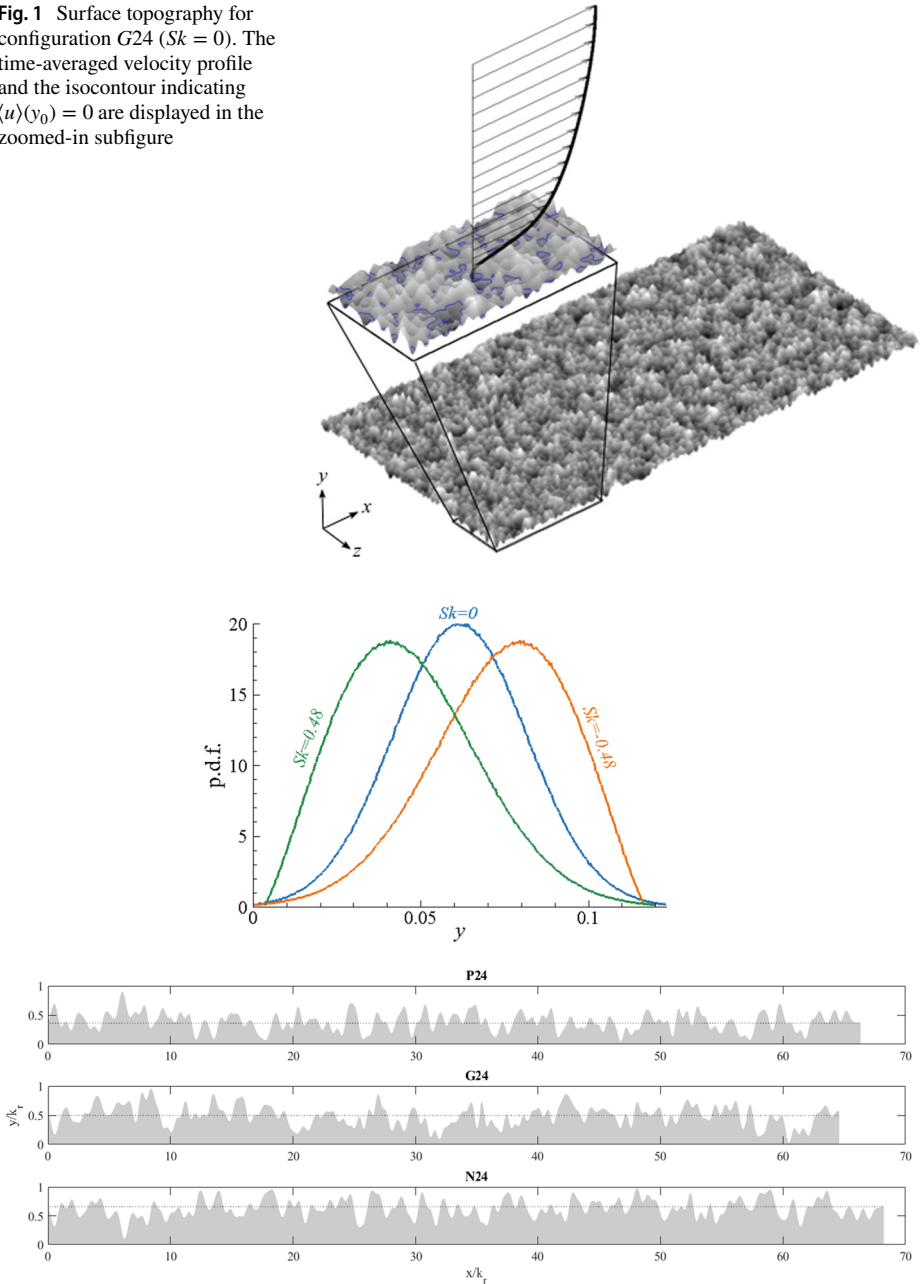 Fig. 1 Surface topography for
configuration G24 (Sk = 0). The
time-averaged velocity profile
and the isocontour indicating
⟨u⟩(y₀) = 0 are displayed in the
zoomed-in subfigure
y
x
z
Sk=0
20
15
10
5
0
p.d.f.
Sk=0.48
Sk=-0.48
0 0.05 0.1
y
P24
1
0.5
0
0 10 20 30 40 50 60 70
G24
1
0.5
0
y/kᵣ
0 10 20 30 40 50 60 70
N24
1
0.5
0
0 10 20 30 40 50 60 70
x/kᵣ